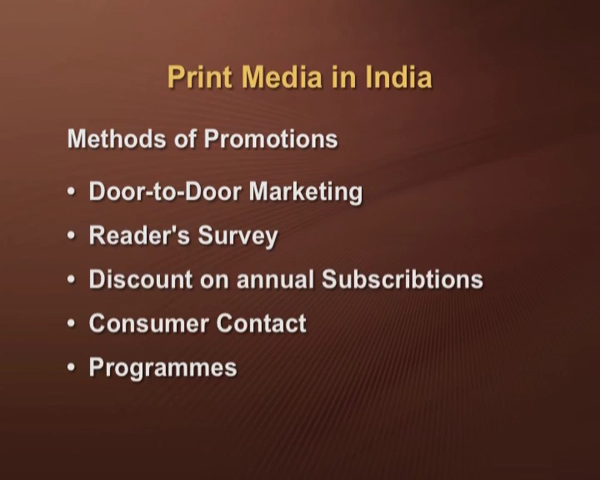 Print Media in India
Methods of Promotions
• Door-to-Door Marketing
• Reader's Survey
• Discount on annual Subscribtions
• Consumer Contact
• Programmes